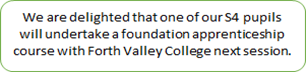 We are delighted that one of our S4 pupils
will undertake a foundation apprenticeship
course with Forth Valley College next session.